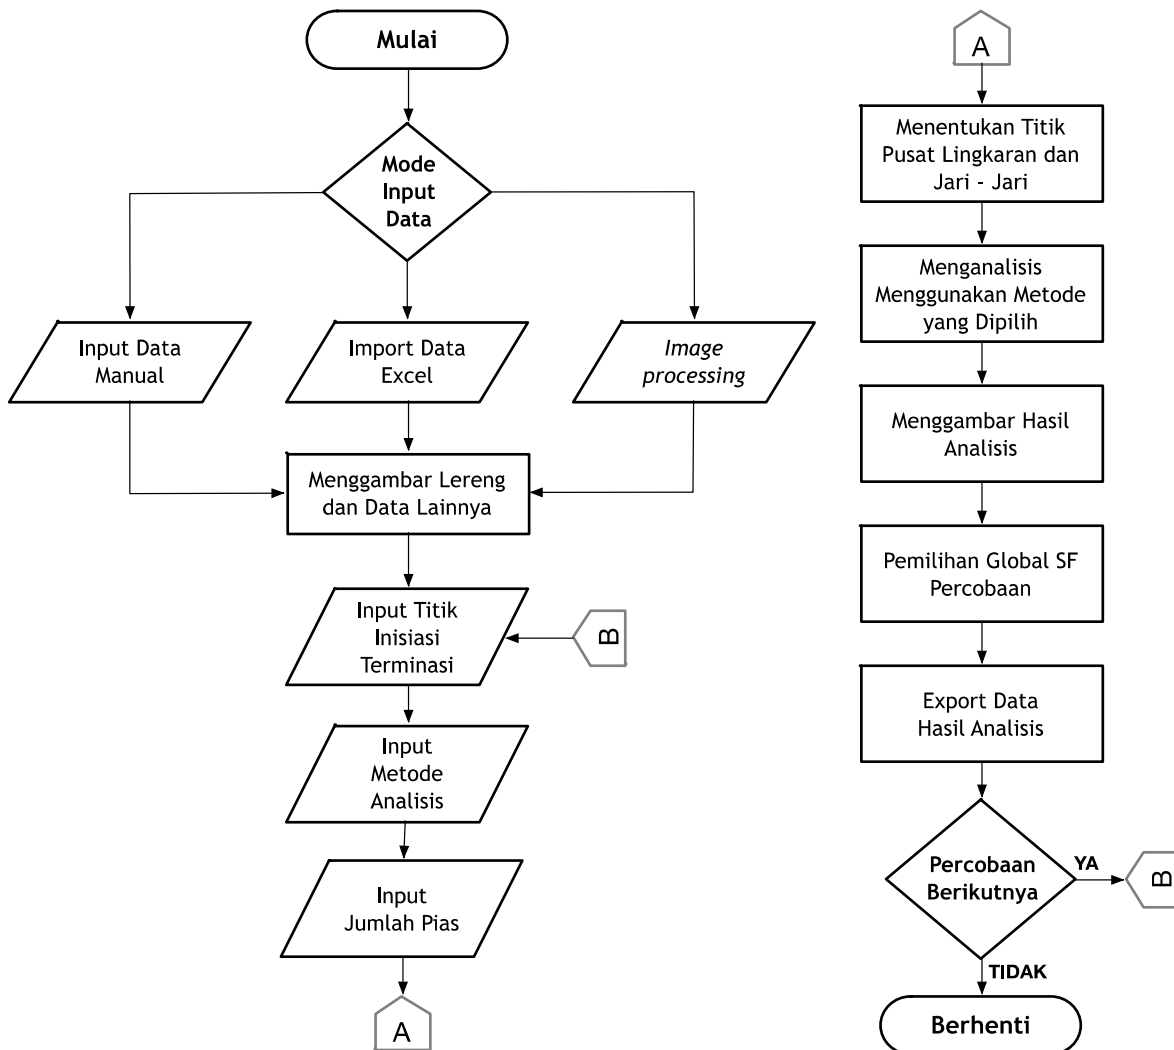 Mulai
Mode
Input
Data
Input Data
Manual
Import Data
Excel
Image
processing
Menggambar Lereng
dan Data Lainnya
Input Titik
Inisiasi
Terminasi
B
Input
Metode
Analisis
Input
Jumlah Pias
A
A
Menentukan Titik
Pusat Lingkaran dan
Jari - Jari
Menganalisis
Menggunakan Metode
yang Dipilih
Menggambar Hasil
Analisis
Pemilihan Global SF
Percobaan
Export Data
Hasil Analisis
Percobaan
Berikutnya
YA
B
TIDAK
Berhenti